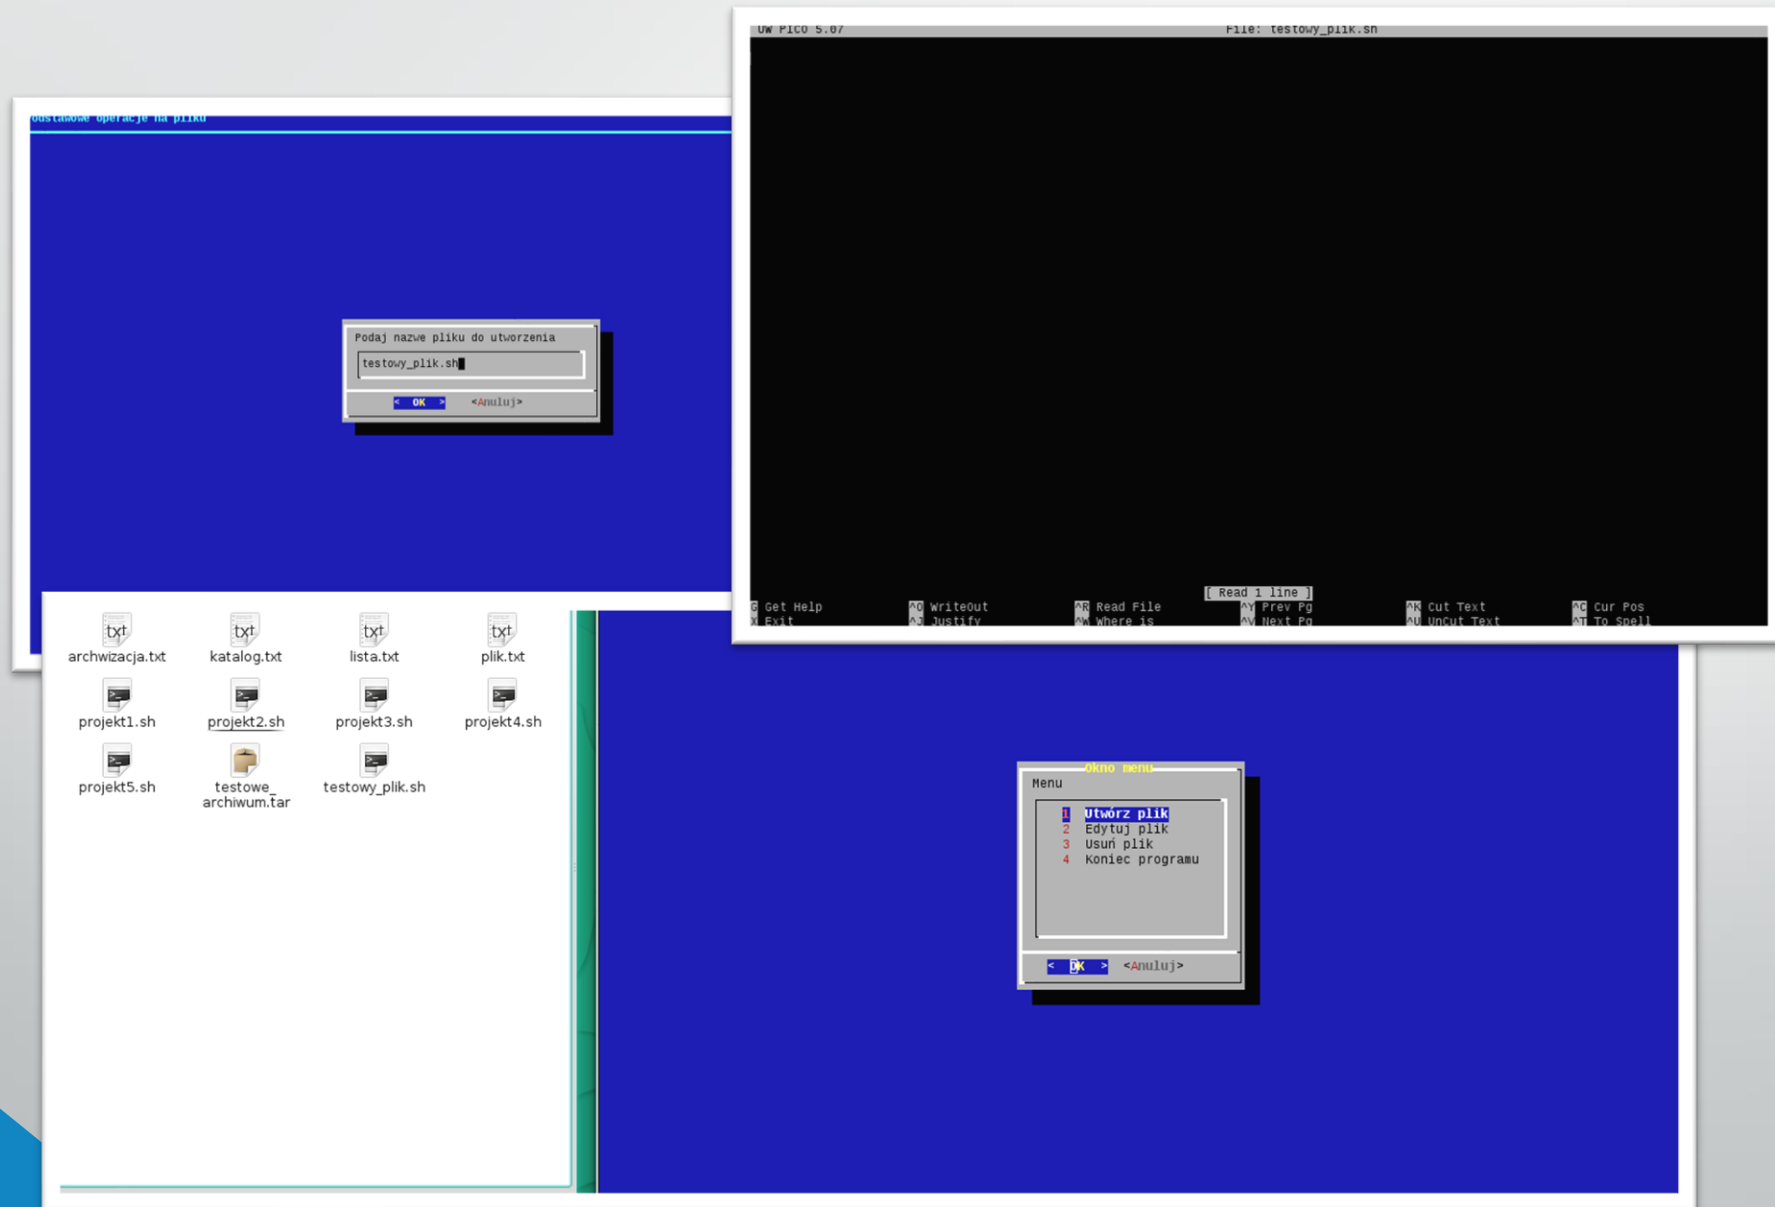 odstawowe operacje na pliku
Podaj nazwe pliku do utworzenia
testowy_plik.sh
< OK > <Anuluj>
UW PICO 5.07 File: testowy_plik.sh
[ Read 1 line ]
G Get Help ^O WriteOut ^R Read File ^Y Prev Pg ^K Cut Text ^C Cur Pos
X Exit ^J Justify ^W Where is ^V Next Pg ^U UnCut Text ^T To Spell
txt txt txt txt
archwizacja.txt katalog.txt lista.txt plik.txt
>_ >_ >_ >_
projekt1.sh projekt2.sh projekt3.sh projekt4.sh
>_ >_
projekt5.sh testowe_ testowy_plik.sh
archiwum.tar
Okno menu
Menu
1 Utwórz plik
2 Edytuj plik
3 Usuń plik
4 Koniec programu
< OK > <Anuluj>